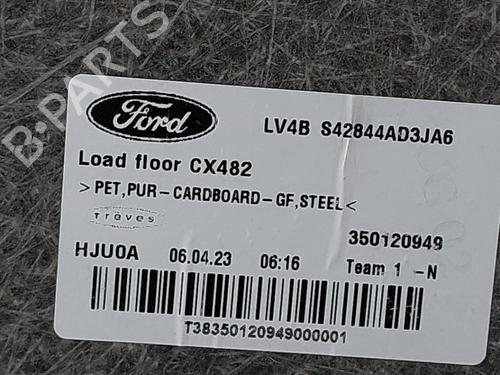 B-PARTS
Ford
LV4B S42844AD3JA6
Load floor CX482
>PET,PUR-CARDBOARD-GF,STEEL<
tràves
350120949
HJU0A 06.04.23 06:16 Team 1 -N
T38350120949000001